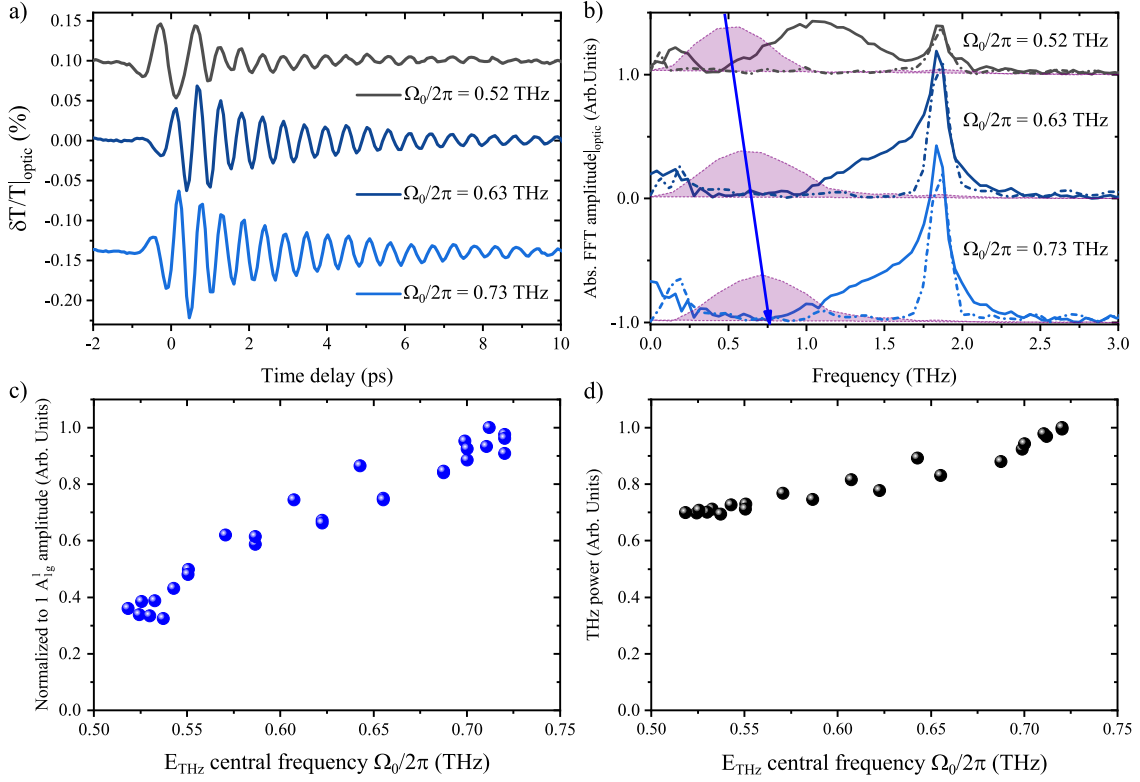 a)
δT/T|optic (%)
0.10
0.05
0.00
-0.05
-0.10
-0.15
-0.20
Ω0/2π = 0.52 THz
Ω0/2π = 0.63 THz
Ω0/2π = 0.73 THz
-2 0 2 4 6 8 10
Time delay (ps)
b)
Abs. FFT amplitude|optic (Arb.Units)
1.0
0.0
-1.0
Ω0/2π = 0.52 THz
Ω0/2π = 0.63 THz
Ω0/2π = 0.73 THz
0.0 0.5 1.0 1.5 2.0 2.5 3.0
Frequency (THz)
c)
Normalized to 1 A¹1g amplitude (Arb. Units)
1.0
0.8
0.6
0.4
0.2
0.0
0.50 0.55 0.60 0.65 0.70 0.75
ETHz central frequency Ω0/2π (THz)
d)
THz power (Arb. Units)
1.0
0.8
0.6
0.4
0.2
0.0
0.50 0.55 0.60 0.65 0.70 0.75
ETHz central frequency Ω0/2π (THz)